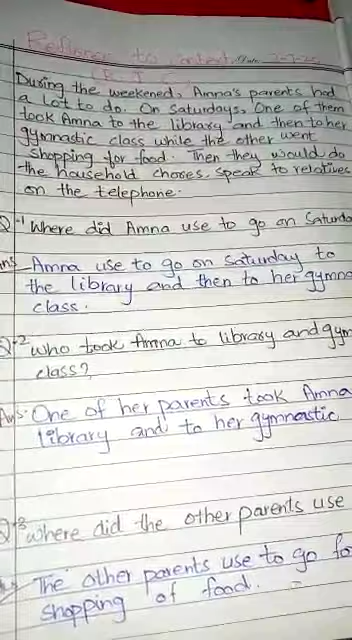 Reference to context
(R.T.C)
During the weekened, Amna's parents had
a lot to do. On Saturdays, One of them
took Amna to the library and then to her
gymnastic class while the other went
shopping for food. Then they would do
the household chores. speak to relatives
on the telephone.
Q-1 Where did Amna use to go on Saturda
Ans- Amna use to go on Saturday to
the library and then to her gymna
class.
Q-2 who took Amna to library and gym
class?
Ans. One of her parents took Amna
library and to her gymnastic
Q-3 Where did the other parents use
The other parents use to go fo
shopping of food.